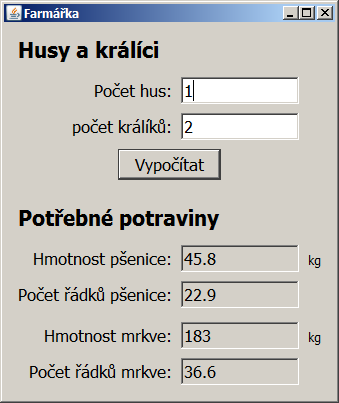 Farmářka
Husy a králíci
Počet hus: 1
počet králíků: 2
Vypočítat
Potřebné potraviny
Hmotnost pšenice: 45.8 kg
Počet řádků pšenice: 22.9
Hmotnost mrkve: 183 kg
Počet řádků mrkve: 36.6